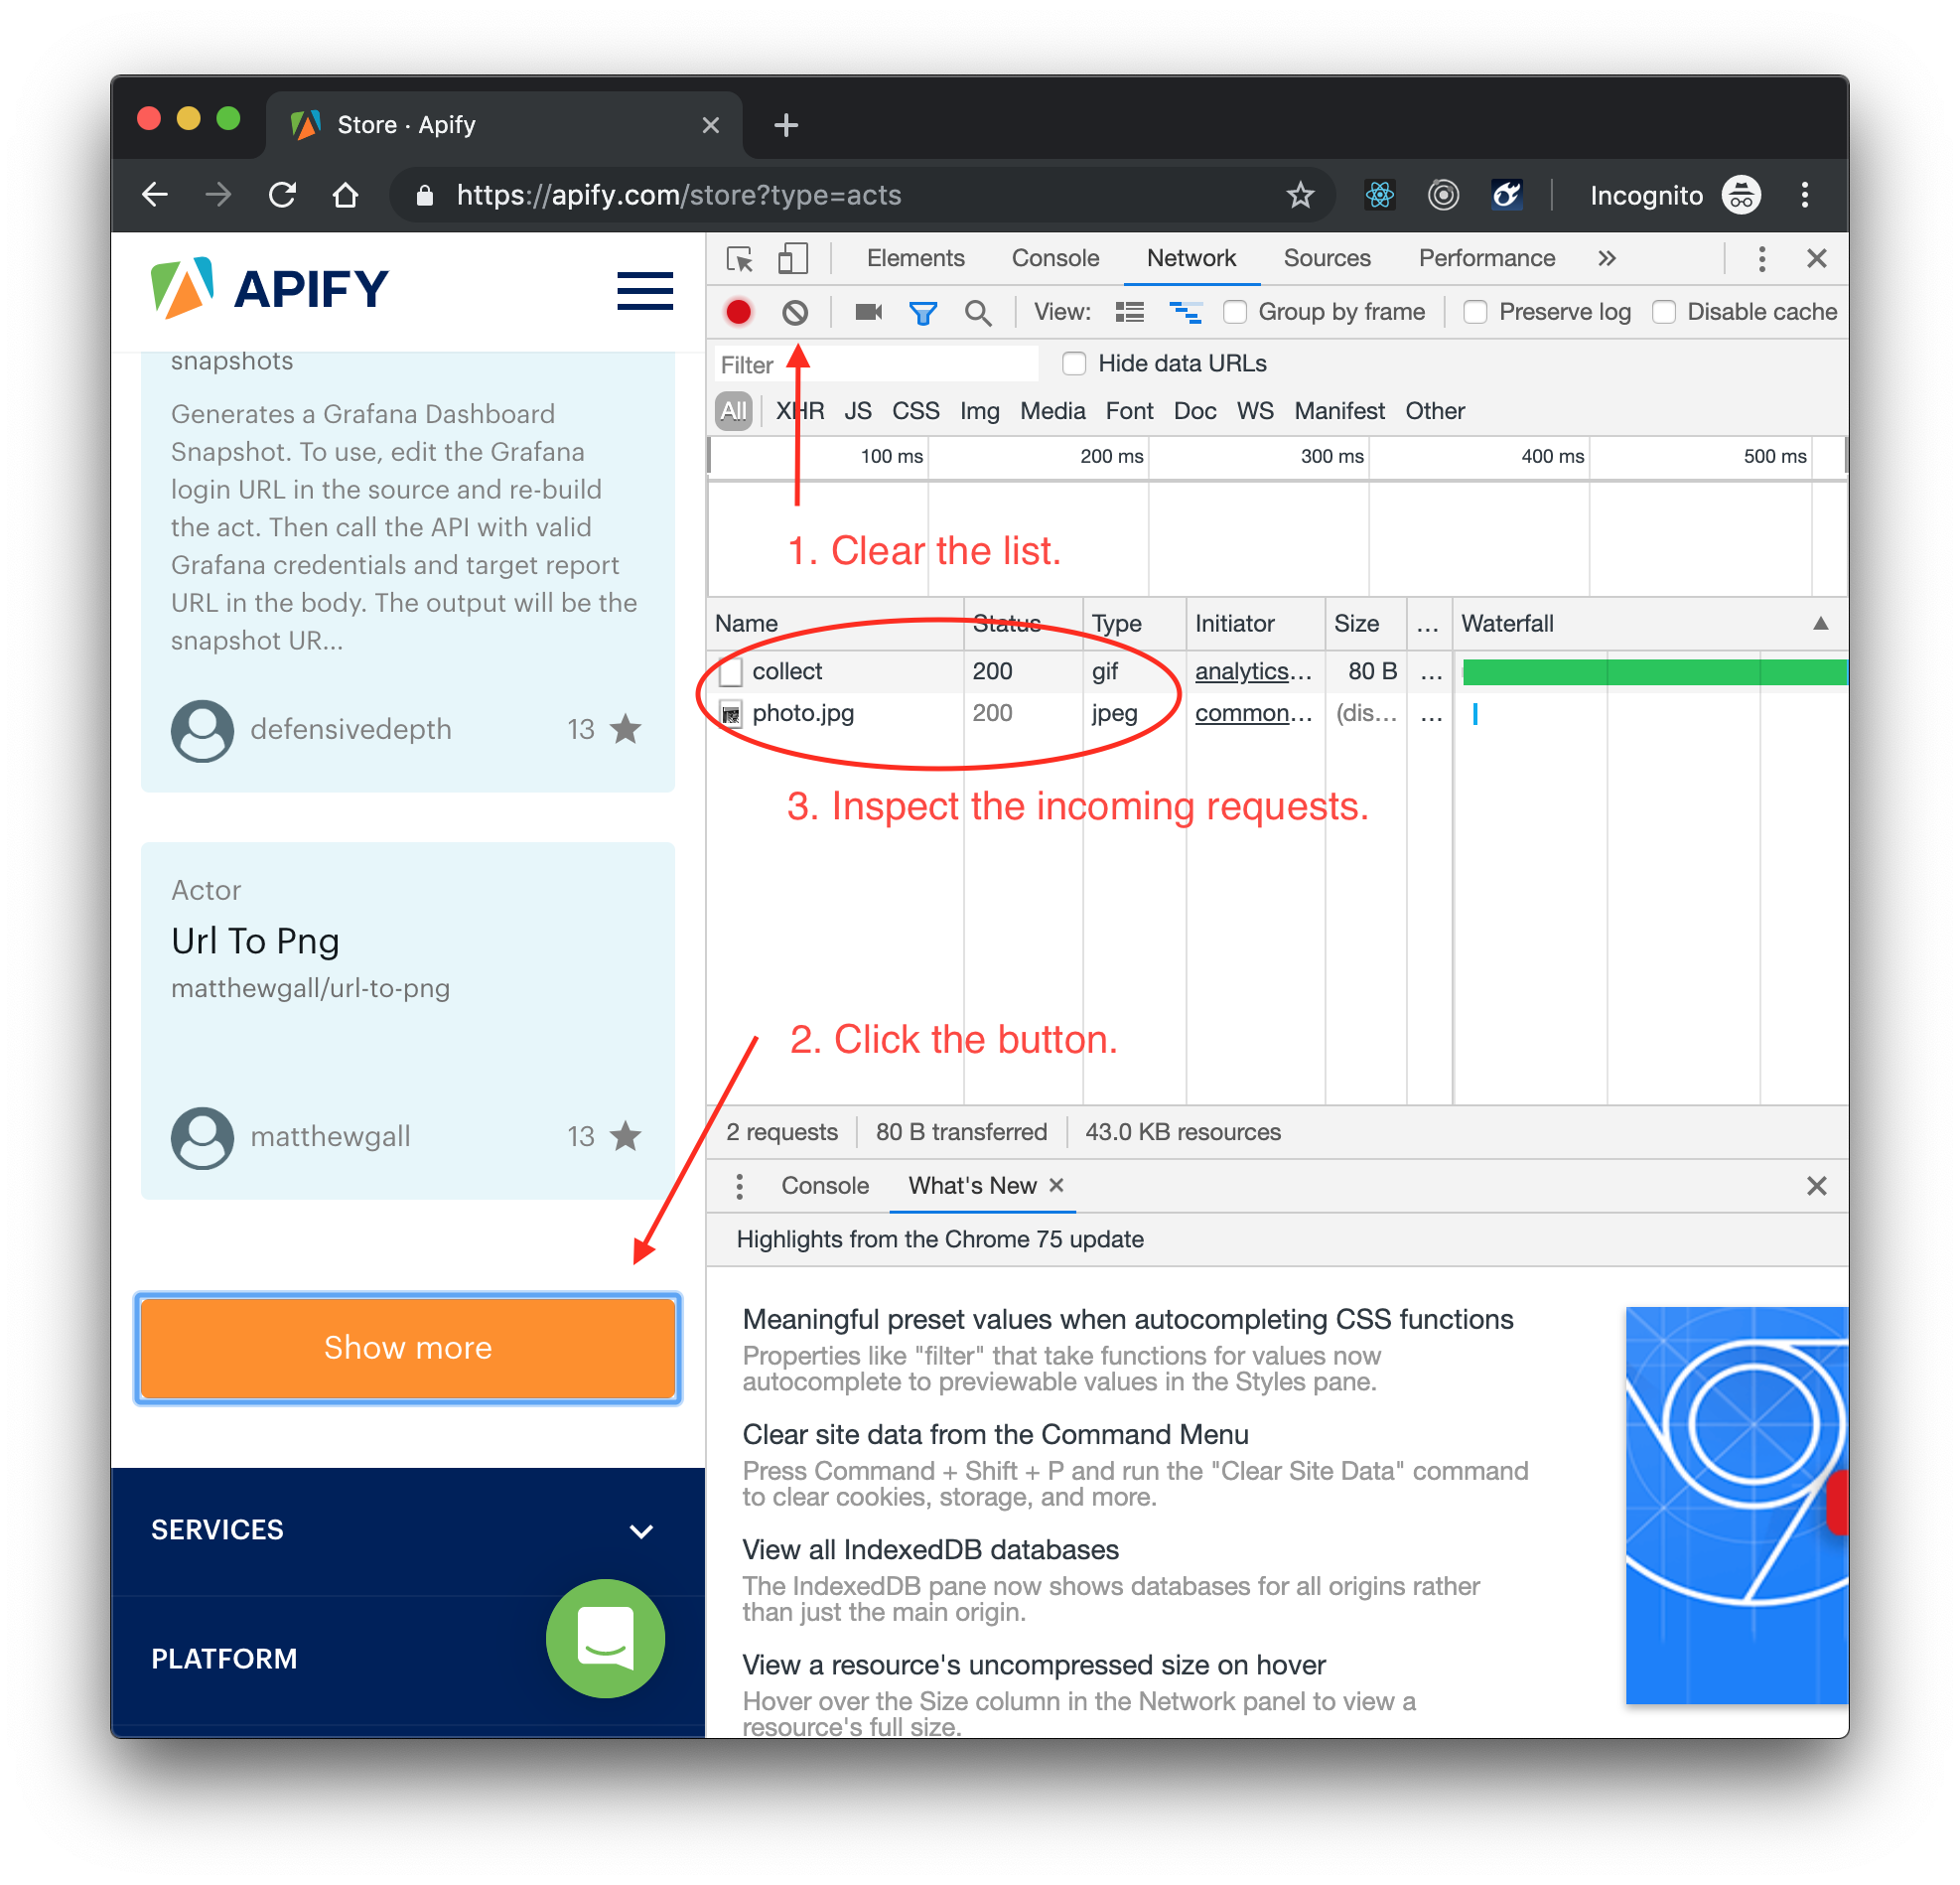 Store · Apify
https://apify.com/store?type=acts
Incognito
APIFY
snapshots
Generates a Grafana Dashboard
Snapshot. To use, edit the Grafana
login URL in the source and re-build
the act. Then call the API with valid
Grafana credentials and target report
URL in the body. The output will be the
snapshot UR...
defensivedepth 13
Actor
Url To Png
matthewgall/url-to-png
matthewgall 13
Show more
SERVICES
PLATFORM
Elements Console Network Sources Performance »
View: Group by frame Preserve log Disable cache
Filter Hide data URLs
All XHR JS CSS Img Media Font Doc WS Manifest Other
100 ms 200 ms 300 ms 400 ms 500 ms
1. Clear the list.
Name Status Type Initiator Size ... Waterfall
collect 200 gif analytics... 80 B ...
photo.jpg 200 jpeg common... (dis... ...
3. Inspect the incoming requests.
2. Click the button.
2 requests 80 B transferred 43.0 KB resources
Console What's New
Highlights from the Chrome 75 update
Meaningful preset values when autocompleting CSS functions
Properties like "filter" that take functions for values now
autocomplete to previewable values in the Styles pane.
Clear site data from the Command Menu
Press Command + Shift + P and run the "Clear Site Data" command
to clear cookies, storage, and more.
View all IndexedDB databases
The IndexedDB pane now shows databases for all origins rather
than just the main origin.
View a resource's uncompressed size on hover
Hover over the Size column in the Network panel to view a
resource's full size.